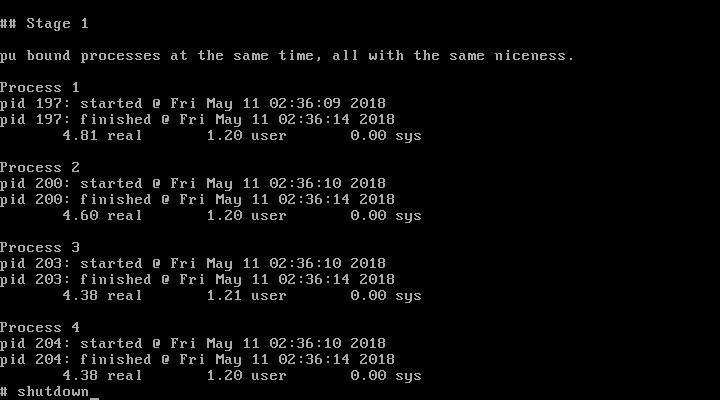 ## Stage 1
pu bound processes at the same time, all with the same niceness.
Process 1
pid 197: started @ Fri May 11 02:36:09 2018
pid 197: finished @ Fri May 11 02:36:14 2018
4.81 real 1.20 user 0.00 sys
Process 2
pid 200: started @ Fri May 11 02:36:10 2018
pid 200: finished @ Fri May 11 02:36:14 2018
4.60 real 1.20 user 0.00 sys
Process 3
pid 203: started @ Fri May 11 02:36:10 2018
pid 203: finished @ Fri May 11 02:36:14 2018
4.38 real 1.21 user 0.00 sys
Process 4
pid 204: started @ Fri May 11 02:36:10 2018
pid 204: finished @ Fri May 11 02:36:14 2018
4.38 real 1.20 user 0.00 sys
# shutdown_